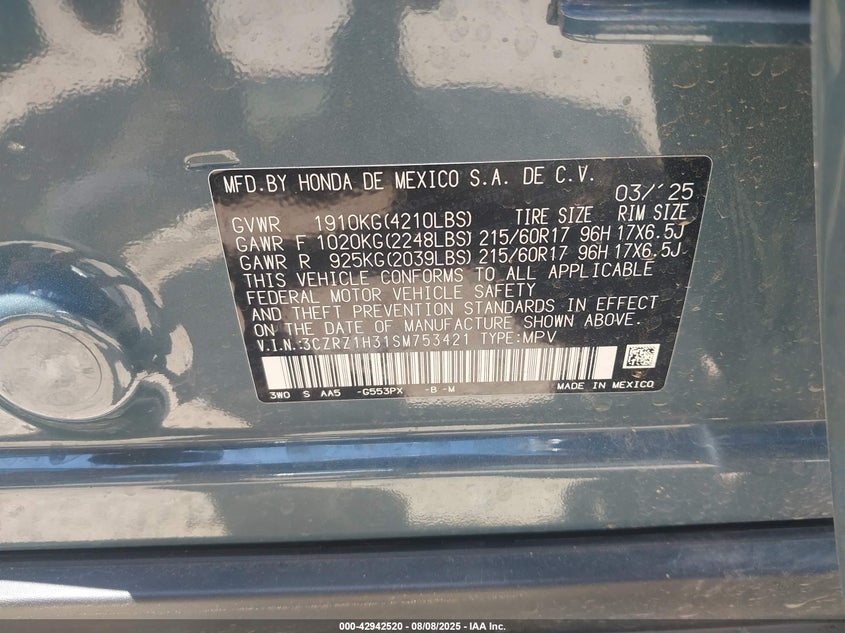 MFD.BY HONDA DE MEXICO S.A. DE C.V. 03/'25
GVWR 1910KG(4210LBS) TIRE SIZE RIM SIZE
GAWR F 1020KG(2248LBS) 215/60R17 96H 17X6.5J
GAWR R 925KG(2039LBS) 215/60R17 96H 17X6.5J
THIS VEHICLE CONFORMS TO ALL APPLICABLE
FEDERAL MOTOR VEHICLE SAFETY
AND THEFT PREVENTION STANDARDS IN EFFECT
ON THE DATE OF MANUFACTURE SHOWN ABOVE.
V.I.N.:3CZRZ1H31SM753421 TYPE:MPV
3W0 S AA5 -G553PX -B -M MADE IN MEXICO
000-42942520 - 08/08/2025 - IAA Inc.